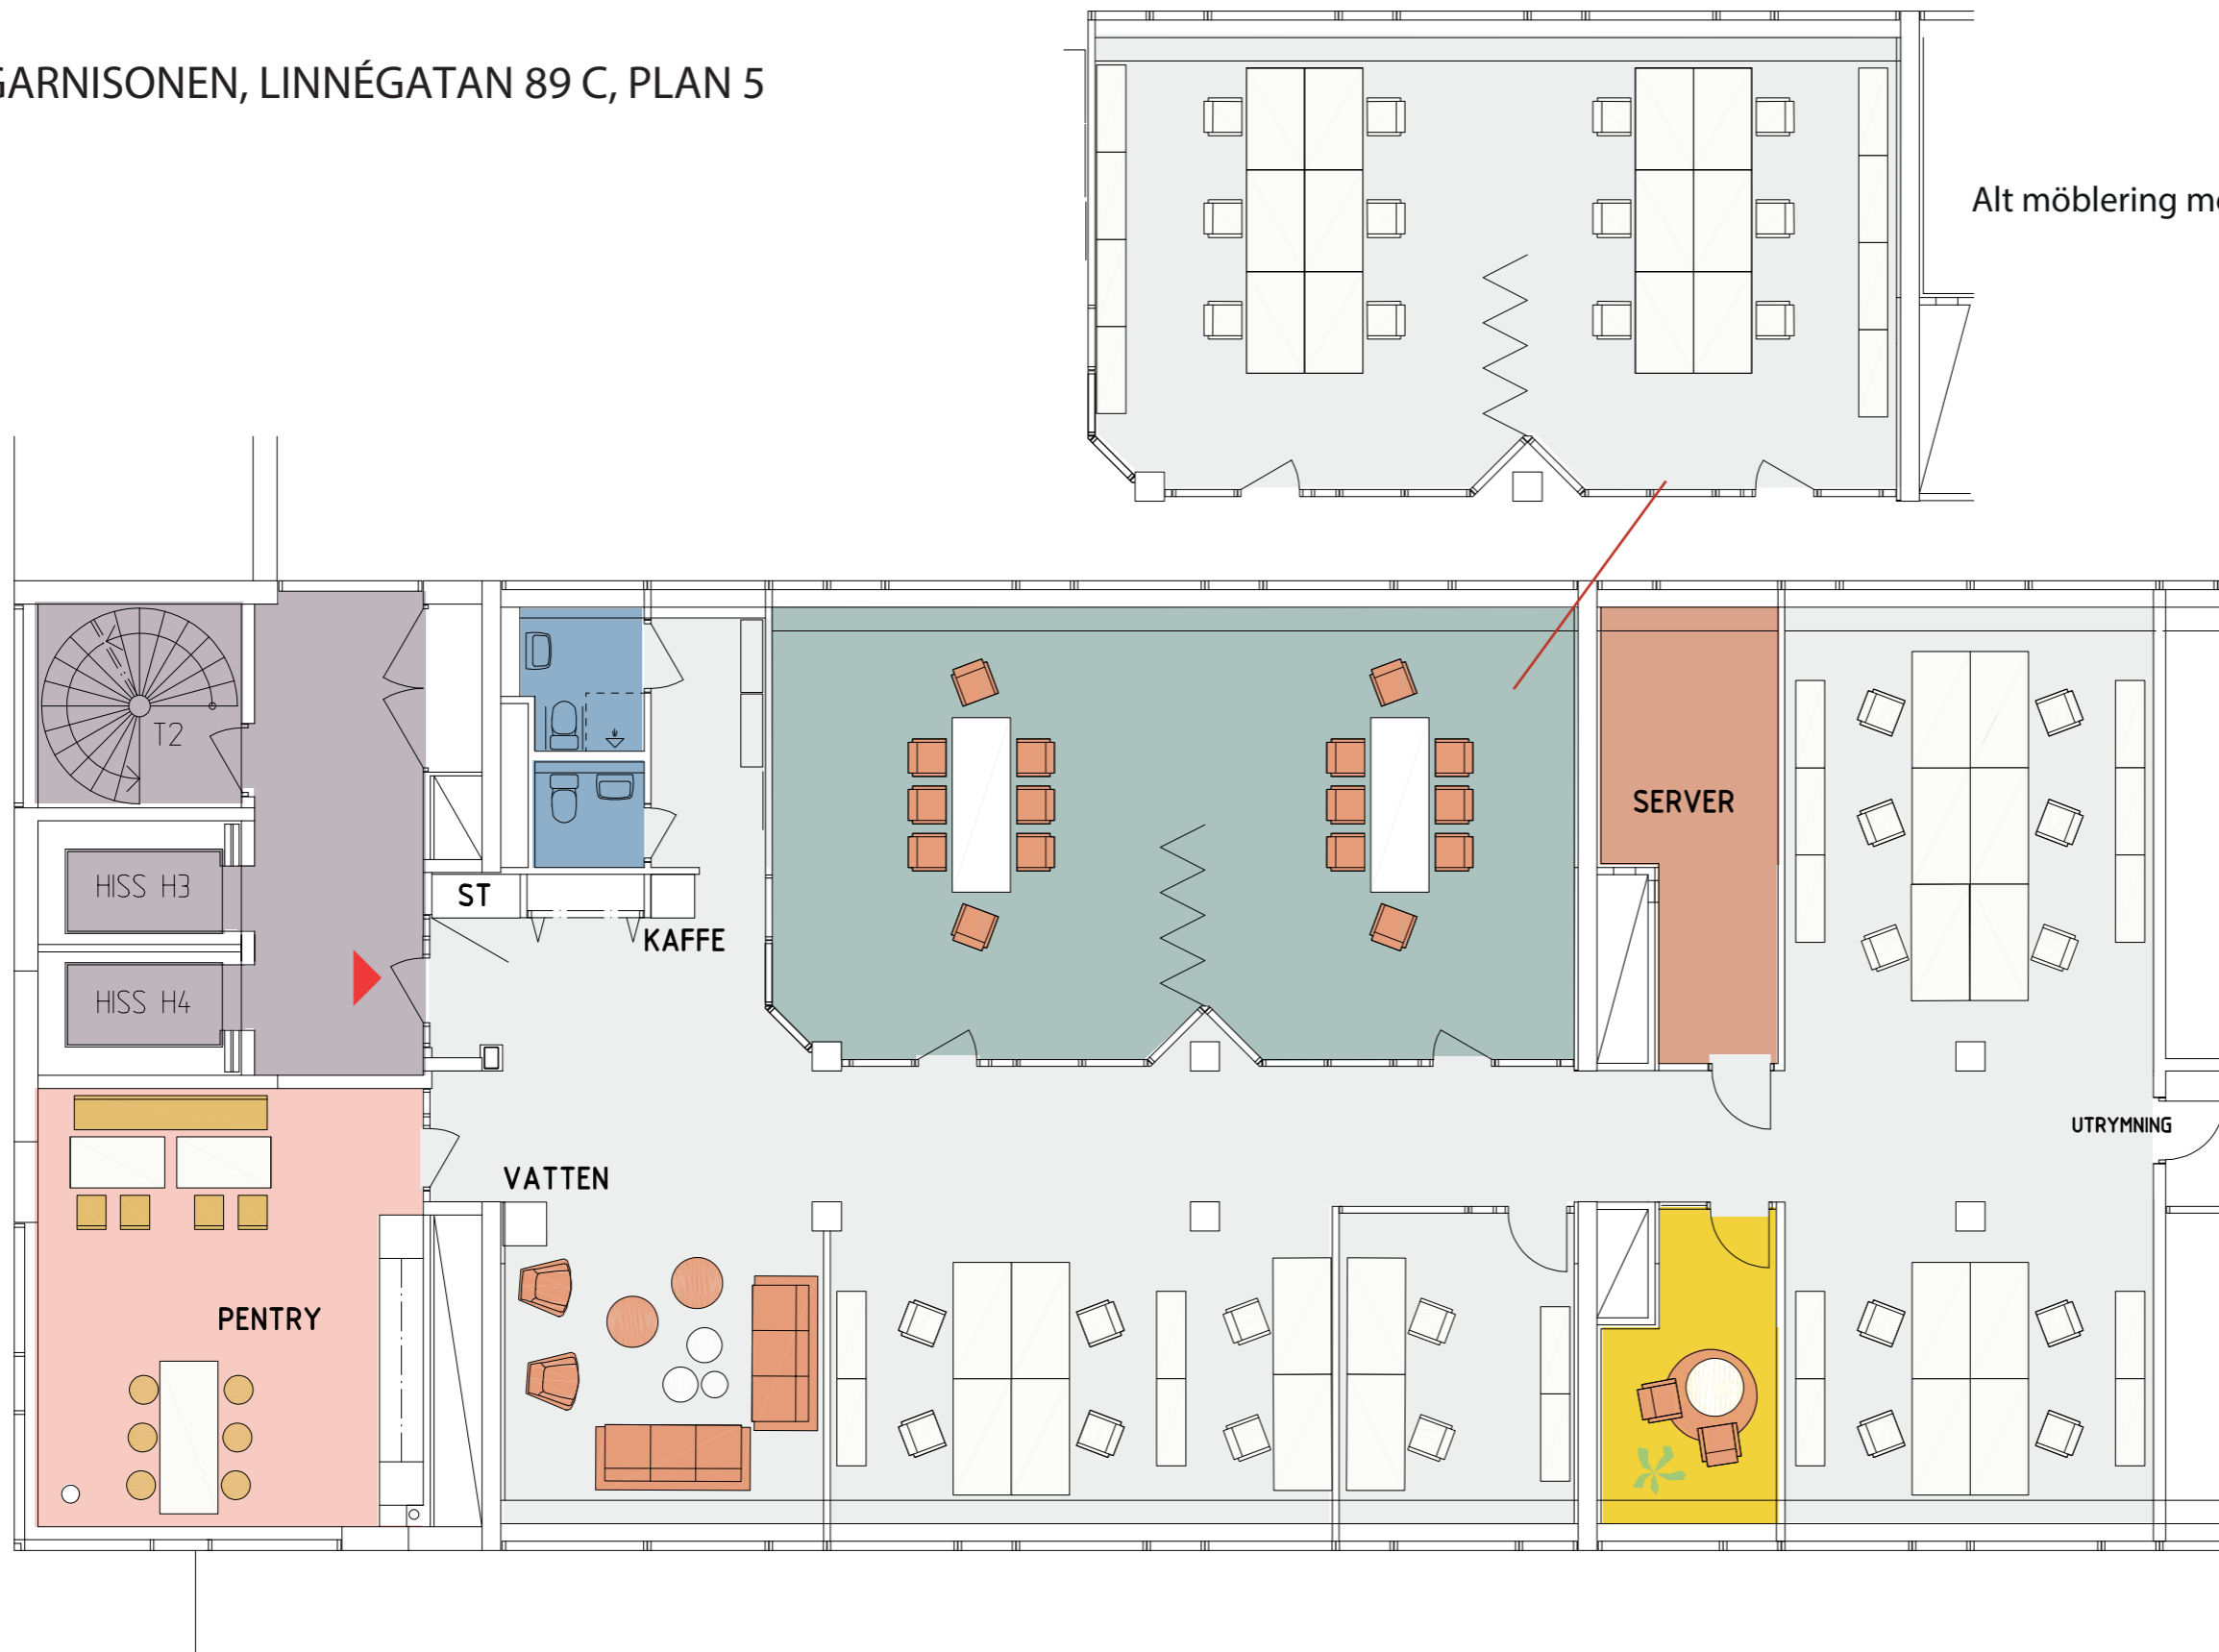 GARNISONEN, LINNÉGATAN 89 C, PLAN 5
Alt möblering
T2
SERVER
HISS H3
ST
KAFFE
HISS H4
UTRYMNING
VATTEN
PENTRY